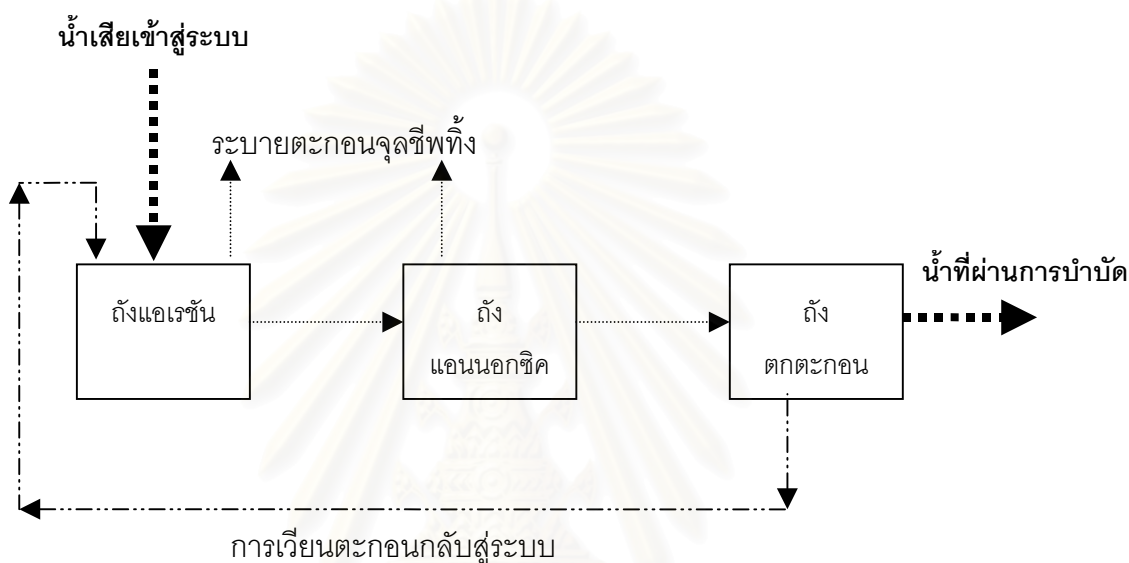 น้ำเสียเข้าสู่ระบบ
ระบายตะกอนจุลชีพทิ้ง
น้ำที่ผ่านการบำบัด
ถังแอเรชัน
ถัง
แอนนอกซิค
ถัง
ตกตะกอน
การเวียนตะกอนกลับสู่ระบบ